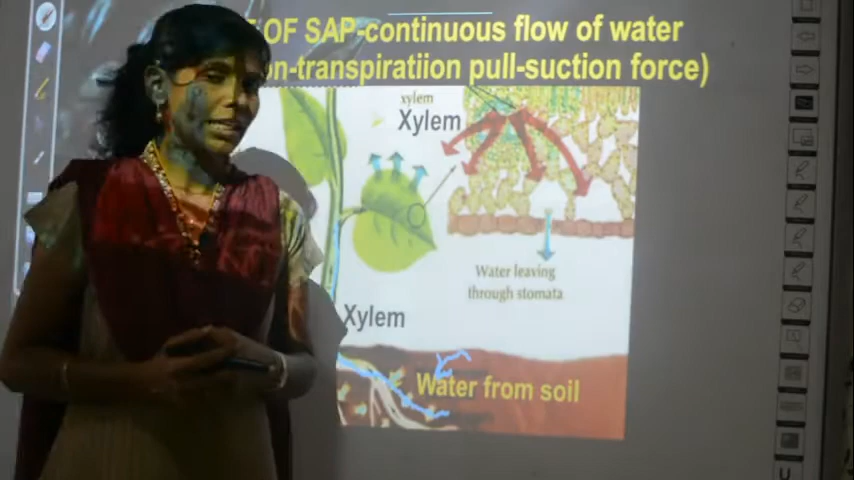 OF SAP-continuous flow of water
on-transpiratiion pull-suction force)
xylem
Xylem
Water leaving
through stomata
Xylem
Water from soil